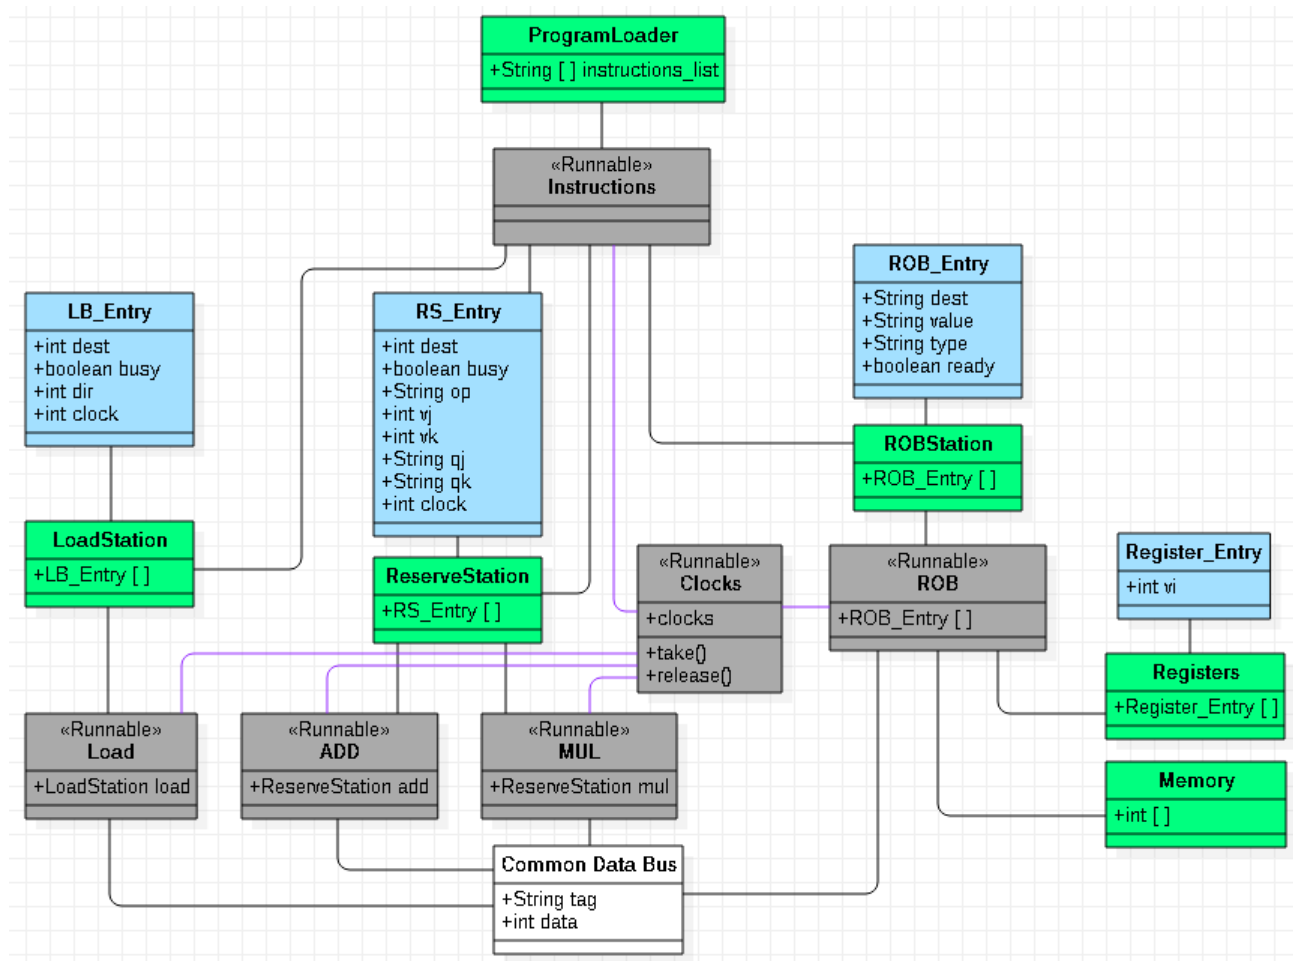 ProgramLoader
+String [ ] instructions_list
«Runnable»
Instructions
LB_Entry
+int dest
+boolean busy
+int dir
+int clock
RS_Entry
+int dest
+boolean busy
+String op
+int vj
+int vk
+String qj
+String qk
+int clock
ROB_Entry
+String dest
+String value
+String type
+boolean ready
ROBStation
+ROB_Entry [ ]
LoadStation
+LB_Entry [ ]
ReserveStation
+RS_Entry [ ]
«Runnable»
Clocks
+clocks
+take()
+release()
«Runnable»
ROB
+ROB_Entry [ ]
Register_Entry
+int vi
Registers
+Register_Entry [ ]
«Runnable»
Load
+LoadStation load
«Runnable»
ADD
+ReserveStation add
«Runnable»
MUL
+ReserveStation mul
Memory
+int [ ]
Common Data Bus
+String tag
+int data